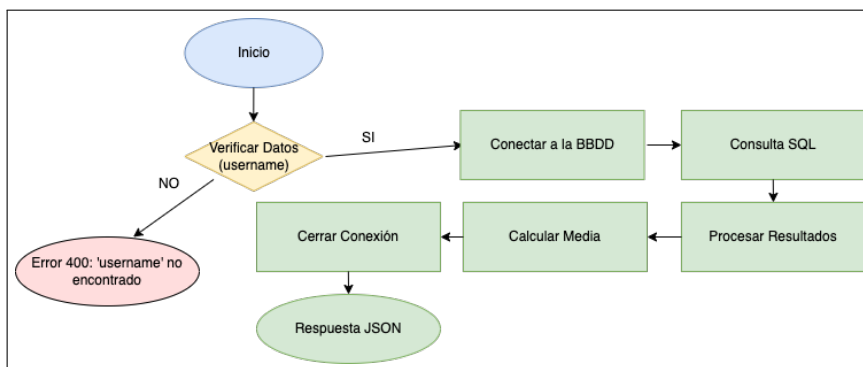 Inicio
Verificar Datos
(username)
SI
Conectar a la BBDD
Consulta SQL
NO
Cerrar Conexión
Calcular Media
Procesar Resultados
Error 400: 'username' no
encontrado
Respuesta JSON